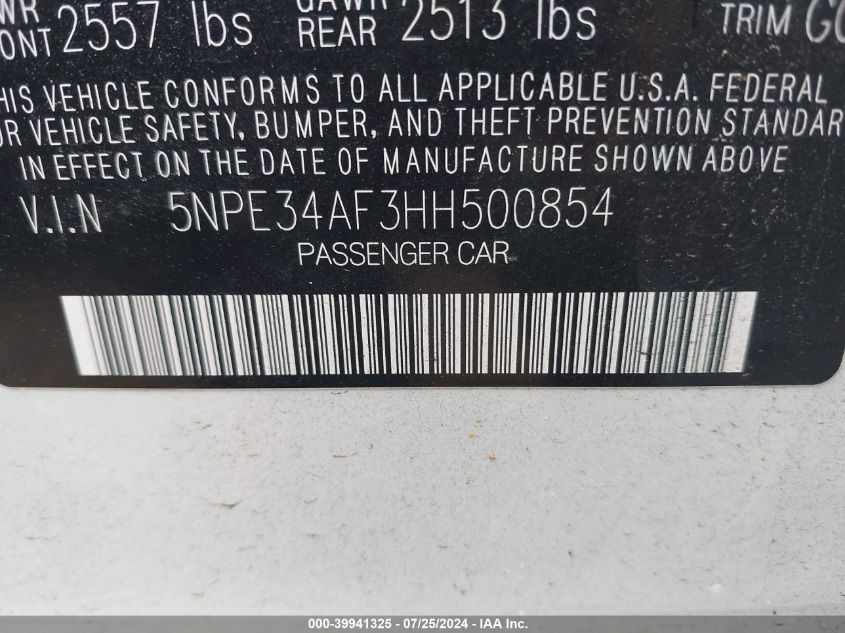 FRONT 2557 lbs REAR 2513 lbs TRIM
THIS VEHICLE CONFORMS TO ALL APPLICABLE U.S.A. FEDERAL
VEHICLE SAFETY, BUMPER, AND THEFT PREVENTION STANDAR
IN EFFECT ON THE DATE OF MANUFACTURE SHOWN ABOVE
V.I.N 5NPE34AF3HH500854
PASSENGER CAR
000-39941325 - 07/25/2024 - IAA Inc.